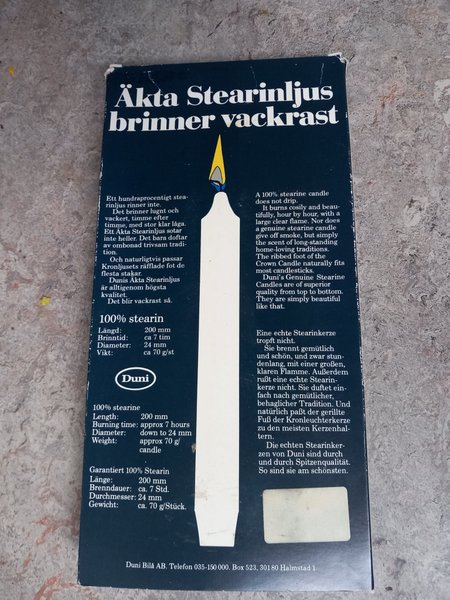 Äkta Stearinljus
brinner vackrast
Ett hundraprocentigt stea-
rinljus rinner inte.
Det brinner lugnt och
vackert, timme efter
timme, med stor klar låga.
Ett Äkta Stearinljus sotar
inte heller. Det bara doftar
av ombonad trivsam tradi-
tion.
Och naturligtvis passar
Kronljusets räfflade fot de
flesta stakar.
Dunis Äkta Stearinljus
är alltigenom högsta
kvalitet.
Det blir vackrast så.
100% stearin
Längd: 200 mm
Brinntid: ca 7 tim
Diameter: 24 mm
Vikt: ca 70 g/st
Duni
100% stearine
Length: 200 mm
Burning time: approx 7 hours
Diameter: down to 24 mm
Weight: approx 70 g/
candle
Garantiert 100% Stearin
Länge: 200 mm
Brenndauer: ca. 7 Std.
Durchmesser: 24 mm
Gewicht: ca. 70 g/Stück.
A 100% stearine candle
does not drip.
It burns cosily and beau-
tifully, hour by hour, with a
large clear flame. Nor does
a genuine stearine candle
give off smoke, but simply
the scent of long-standing
home-loving traditions.
The ribbed foot of the
Crown Candle naturally fits
most candlesticks.
Duni's Genuine Stearine
Candles are of superior
quality from top to bottom.
They are simply beautiful
like that.
Eine echte Stearinkerze
tropft nicht.
Sie brennt gemütlich
und schön, und zwar stun-
denlang, mit einer großen,
klaren Flamme. Außerdem
rußt eine echte Stearin-
kerze nicht. Sie duftet ein-
fach nach gemütlicher,
behaglicher Tradition. Und
natürlich paßt der gerillte
Fuß der Kronleuchterkerze
zu den meisten Kerzenhal-
tern.
Die echten Stearinker-
zen von Duni sind durch
und durch Spitzenqualität.
So sind sie am schönsten.
Duni Bilå AB. Telefon 035-150 000. Box 523, 301 80 Halmstad 1.